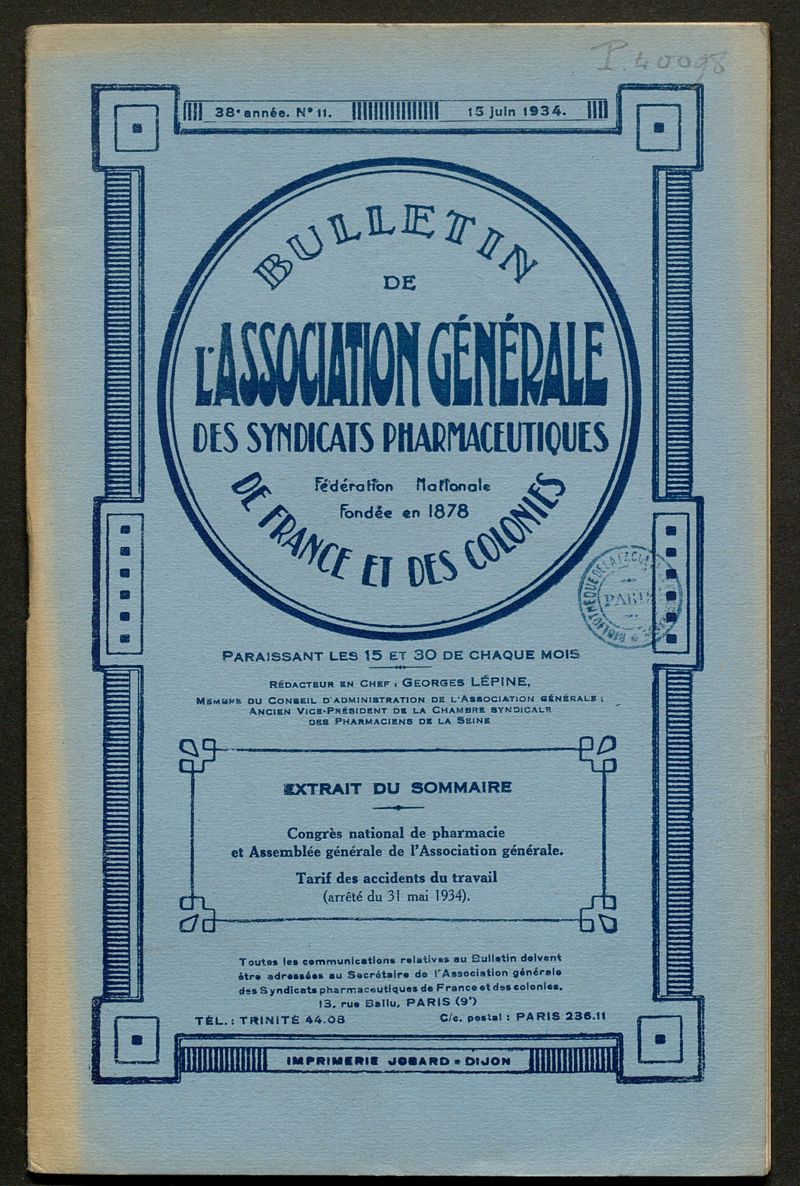 P. 40098
38e année. N° 11. 15 juin 1934.
BULLETIN
DE
L'ASSOCIATION GÉNÉRALE
DES SYNDICATS PHARMACEUTIQUES
Fédération Nationale
Fondée en 1878
DE FRANCE ET DES COLONIES
PARIS
PARAISSANT LES 15 ET 30 DE CHAQUE MOIS
RÉDACTEUR EN CHEF : GEORGES LÉPINE,
MEMBRE DU CONSEIL D'ADMINISTRATION DE L'ASSOCIATION GÉNÉRALE ;
ANCIEN VICE-PRÉSIDENT DE LA CHAMBRE SYNDICALE
DES PHARMACIENS DE LA SEINE
EXTRAIT DU SOMMAIRE
Congrès national de pharmacie
et Assemblée générale de l'Association générale.
Tarif des accidents du travail
(arrêté du 31 mai 1934).
Toutes les communications relatives au Bulletin doivent
être adressées au Secrétaire de l'Association générale
des Syndicats pharmaceutiques de France et des colonies,
13, rue Ballu, PARIS (9e)
TÉL. : TRINITÉ 44.08 C/c. postal : PARIS 236.11
IMPRIMERIE JOBARD * DIJON